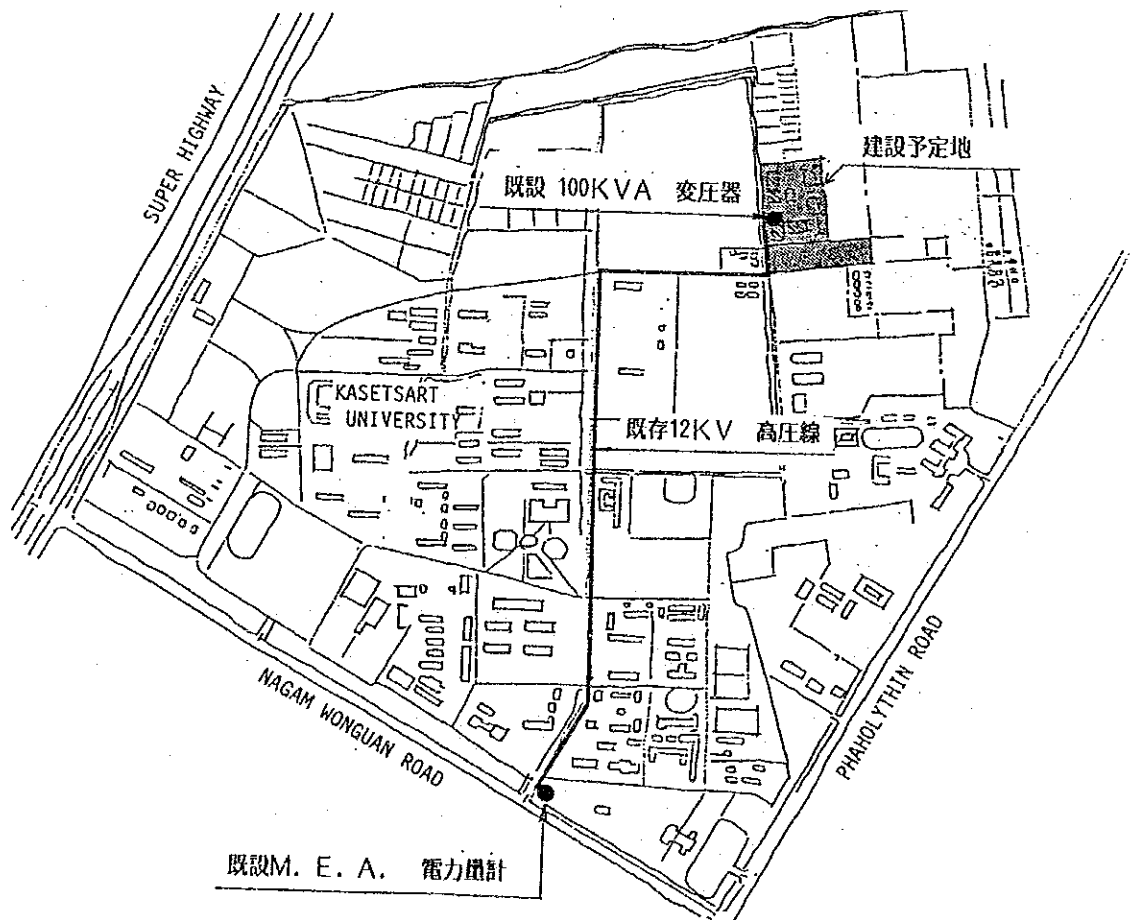 SUPER HIGHWAY
建設予定地
既設 100KVA 変圧器
KASETSART
UNIVERSITY
既存12KV 高圧線
NAGAM WONGUAN ROAD
PHAHOLYTHIN ROAD
既設M. E. A. 電力量計